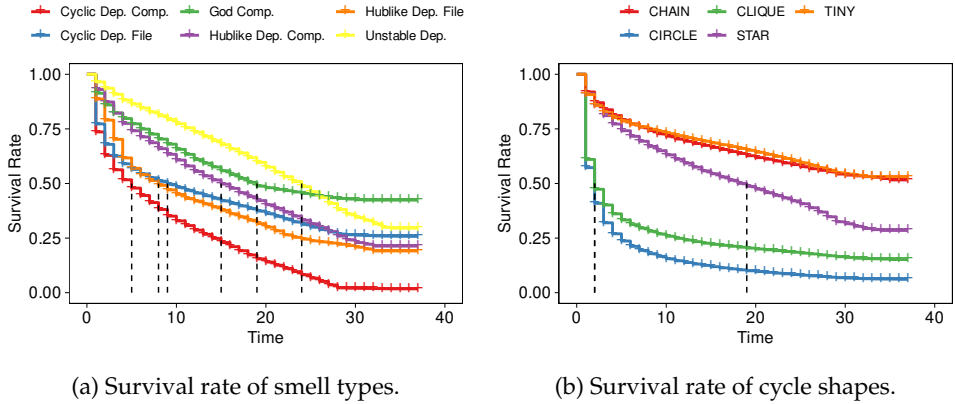 Cyclic Dep. Comp. God Comp. Hublike Dep. File
Cyclic Dep. File Hublike Dep. Comp. Unstable Dep.
1.00
0.75
0.50
0.25
0.00
Survival Rate
0 10 20 30 40
Time
(a) Survival rate of smell types.
CHAIN CLIQUE TINY
CIRCLE STAR
1.00
0.75
0.50
0.25
0.00
Survival Rate
0 10 20 30 40
Time
(b) Survival rate of cycle shapes.